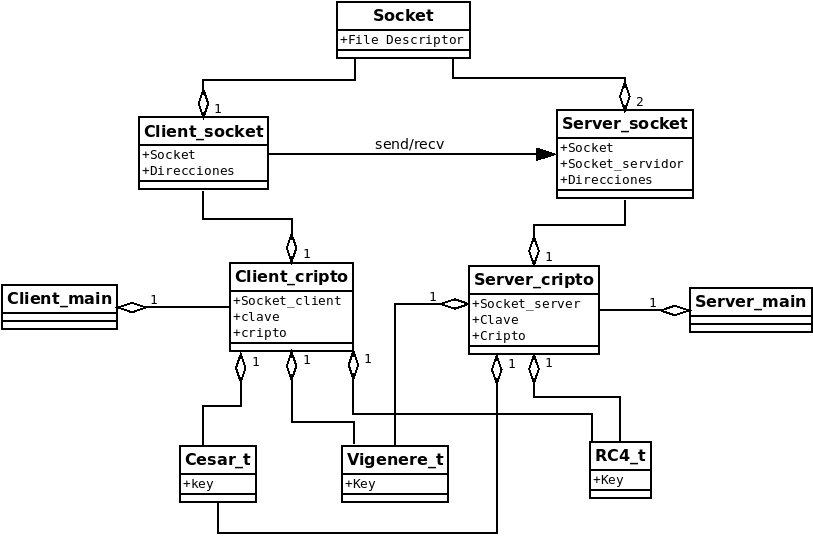 Socket
+File Descriptor
1
2
Client_socket
+Socket
+Direcciones
send/recv
Server_socket
+Socket
+Socket_servidor
+Direcciones
1
1
Client_main
1
Client_cripto
+Socket_client
+clave
+cripto
1
Server_cripto
+Socket_server
+Clave
+Cripto
1
Server_main
1
1
1
1
1
Cesar_t
+key
Vigenere_t
+Key
RC4_t
+Key